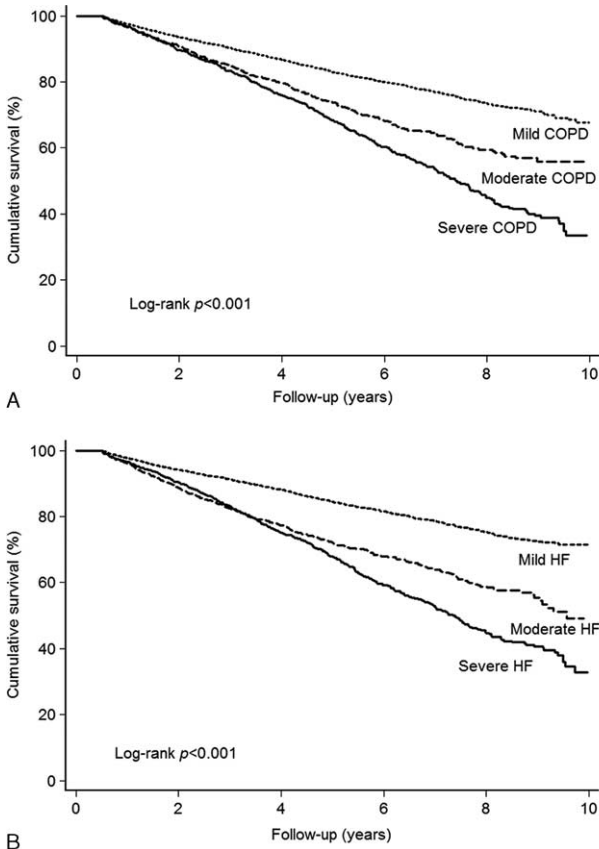 100
80
60
40
20
0
Cumulative survival (%)
Mild COPD
Moderate COPD
Severe COPD
Log-rank p<0.001
0 2 4 6 8 10
Follow-up (years)
A
100
80
60
40
20
0
Cumulative survival (%)
Mild HF
Moderate HF
Severe HF
Log-rank p<0.001
0 2 4 6 8 10
Follow-up (years)
B